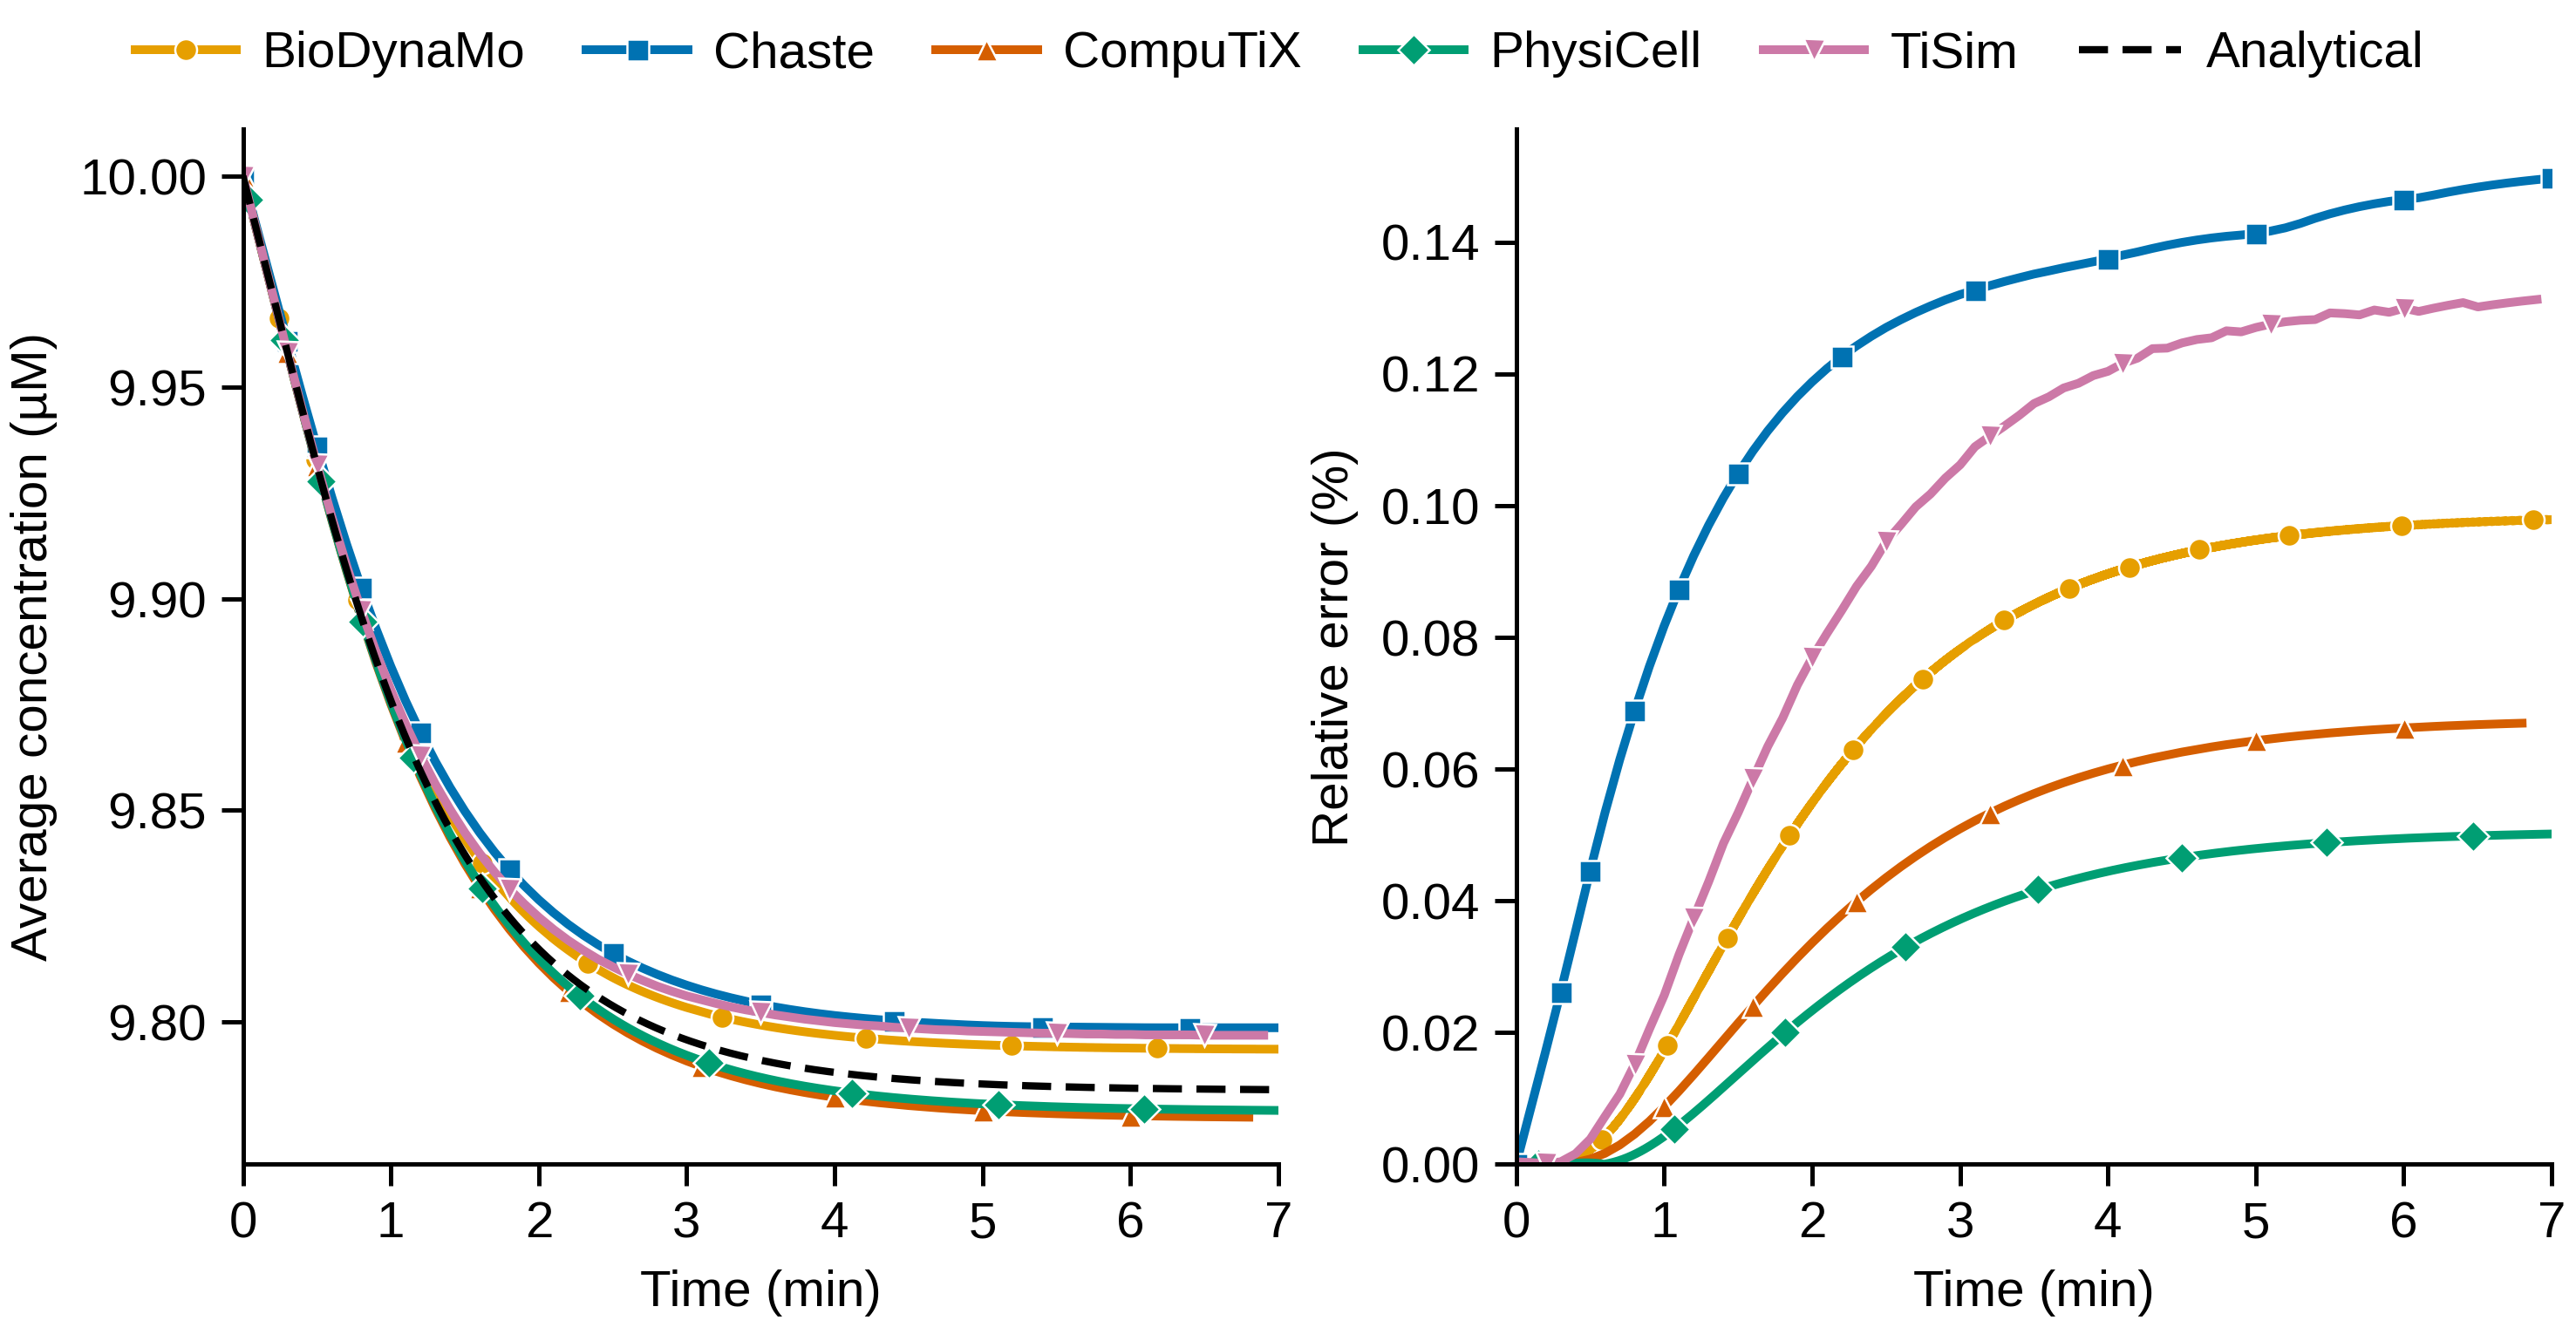 BioDynaMo Chaste CompuTiX PhysiCell TiSim Analytical
Average concentration (µM)
10.00
9.95
9.90
9.85
9.80
0 1 2 3 4 5 6 7
Time (min)
Relative error (%)
0.14
0.12
0.10
0.08
0.06
0.04
0.02
0.00
0 1 2 3 4 5 6 7
Time (min)